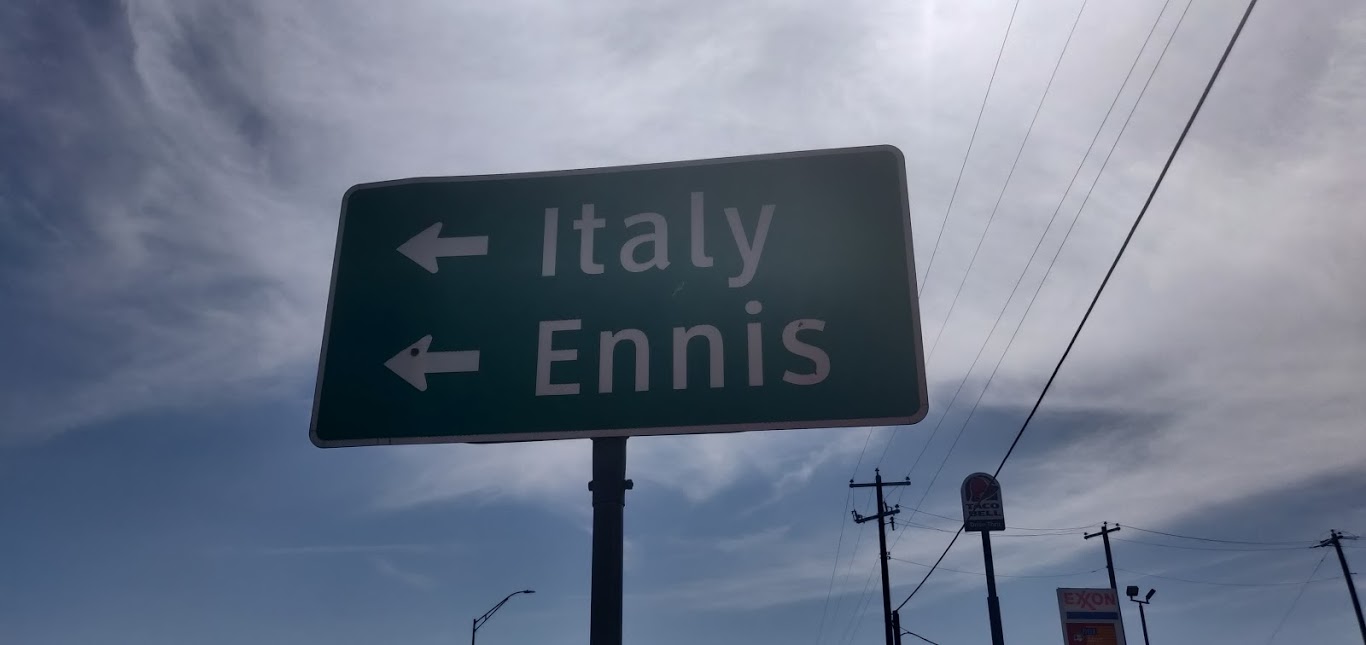 Italy
Ennis
TACO
BELL
EXXON